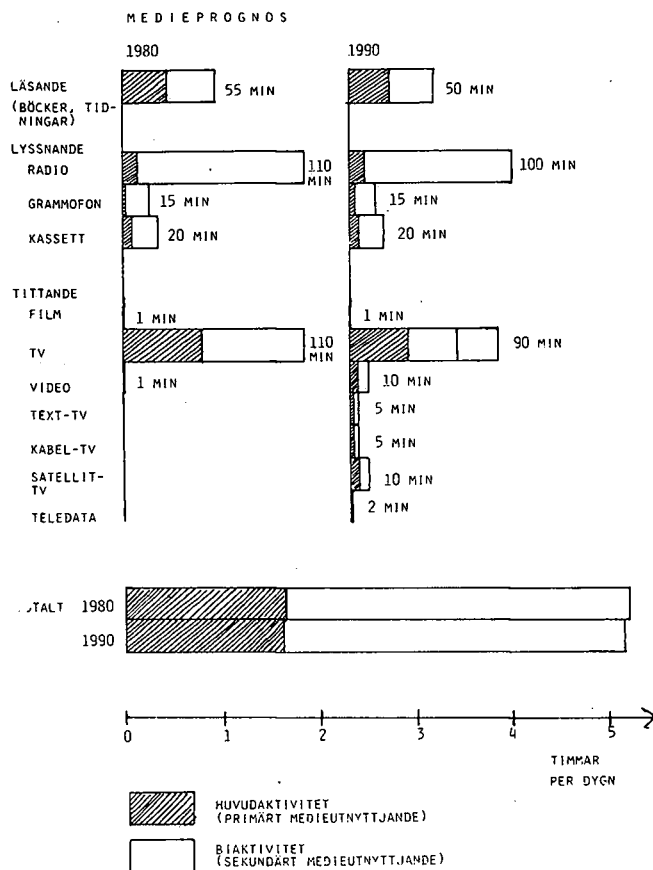 MEDIEPROGNOS
1980 1990
LÄSANDE 55 MIN 50 MIN
(BÖCKER, TID-
NINGAR)
LYSSNANDE
RADIO 110 MIN 100 MIN
GRAMMOFON 15 MIN 15 MIN
KASSETT 20 MIN 20 MIN
TITTANDE
FILM 1 MIN 1 MIN
TV 110 MIN 90 MIN
VIDEO 1 MIN 10 MIN
TEXT-TV 5 MIN
KABEL-TV 5 MIN
SATELLIT-
TV 10 MIN
TELEDATA 2 MIN
TALT 1980
1990
0 1 2 3 4 5
TIMMAR
PER DYGN
HUVUDAKTIVITET
(PRIMÄRT MEDIEUTNYTTJANDE)
BIAKTIVITET
(SEKUNDÄRT MEDIEUTNYTTJANDE)